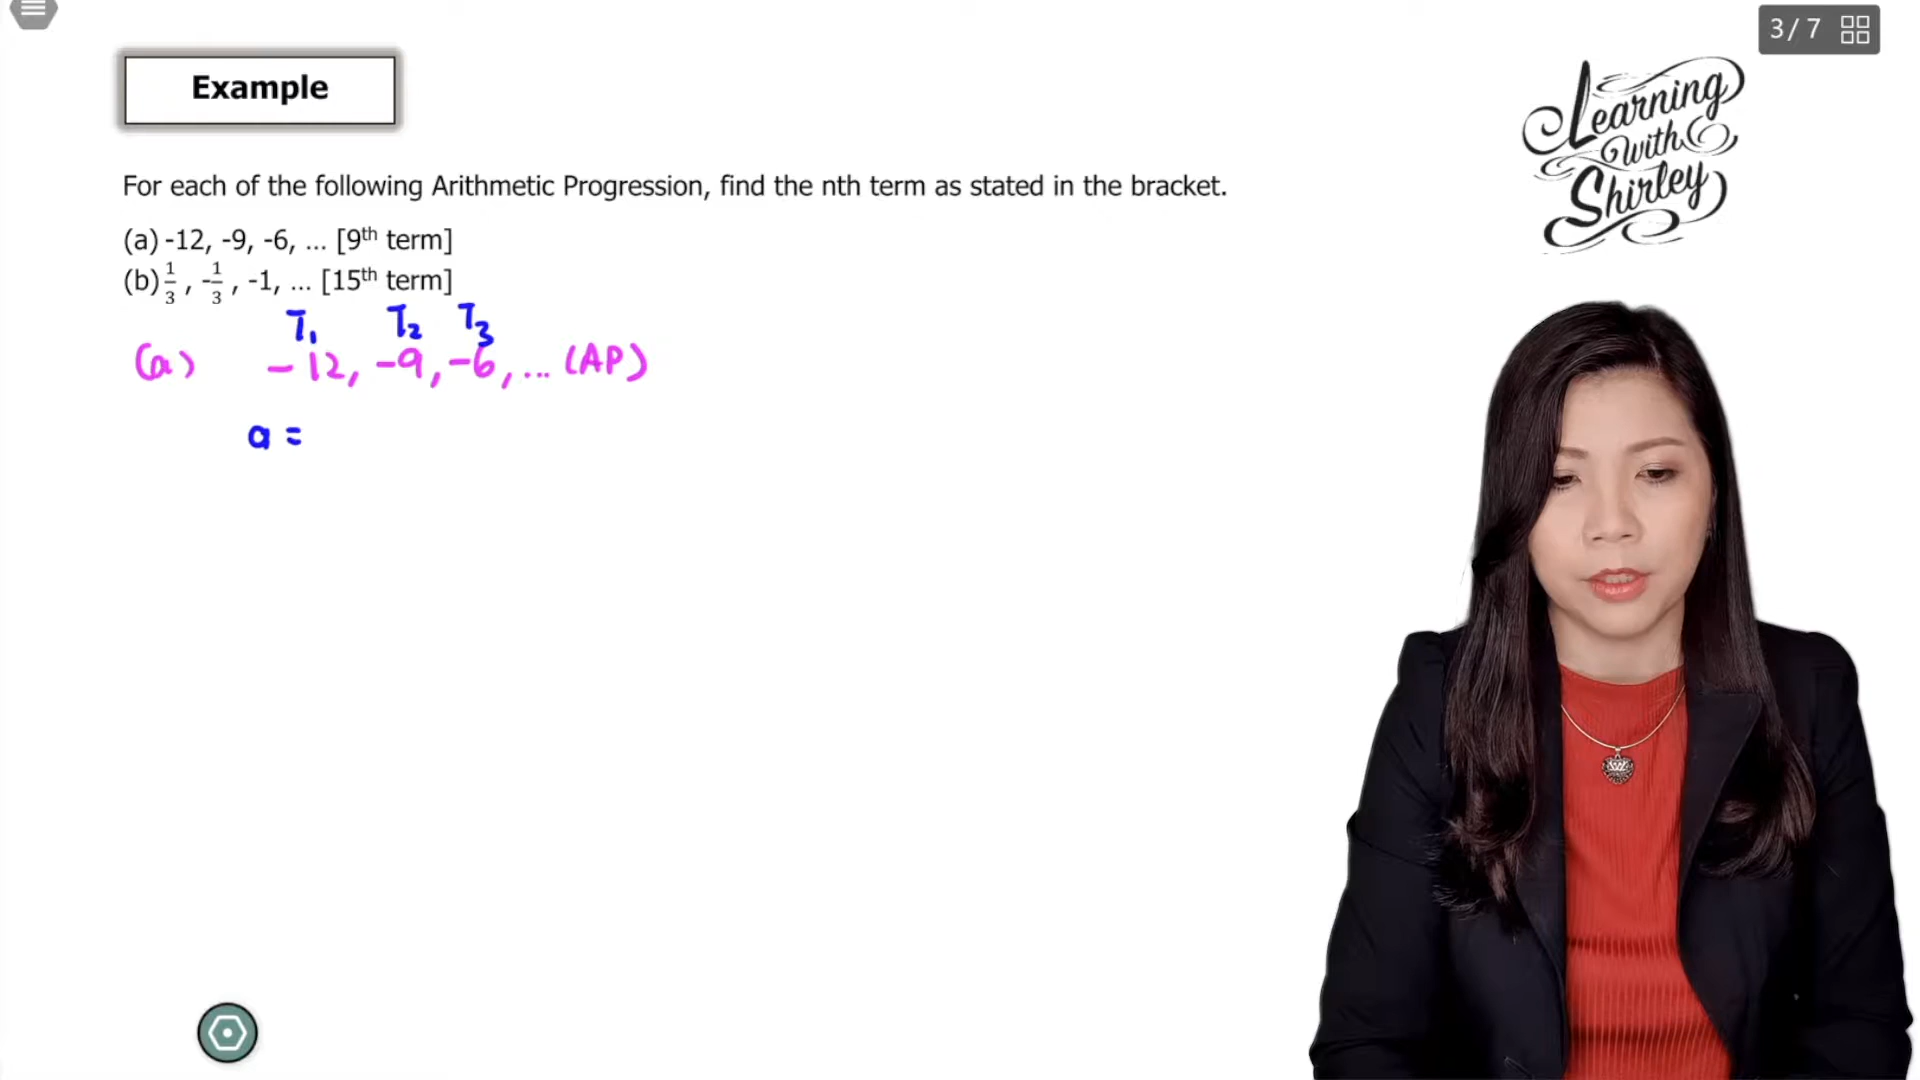 3/7
Example
Learning
with
Shirley
For each of the following Arithmetic Progression, find the nth term as stated in the bracket.
(a) -12, -9, -6, ... [9th term]
(b) 1/3, -1/3, -1, ... [15th term]
T1 T2 T3
(a) -12, -9, -6, ... (AP)
a =